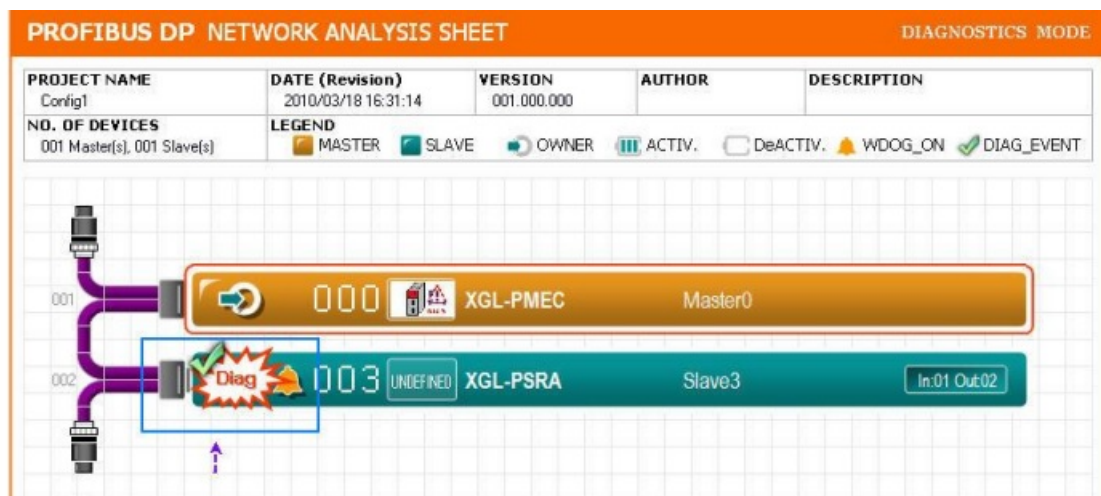 PROFIBUS DP NETWORK ANALYSIS SHEET
DIAGNOSTICS MODE
PROJECT NAME
Config1
DATE (Revision)
2010/03/18 16:31:14
VERSION
001.000.000
AUTHOR
DESCRIPTION
NO. OF DEVICES
001 Master(s), 001 Slave(s)
LEGEND
MASTER SLAVE OWNER ACTIV. DeACTIV. WDOG_ON DIAG_EVENT
001
000 XGL-PMEC Master0
002
Diag 003 UNDEFINED XGL-PSRA Slave3 In:01 Out:02